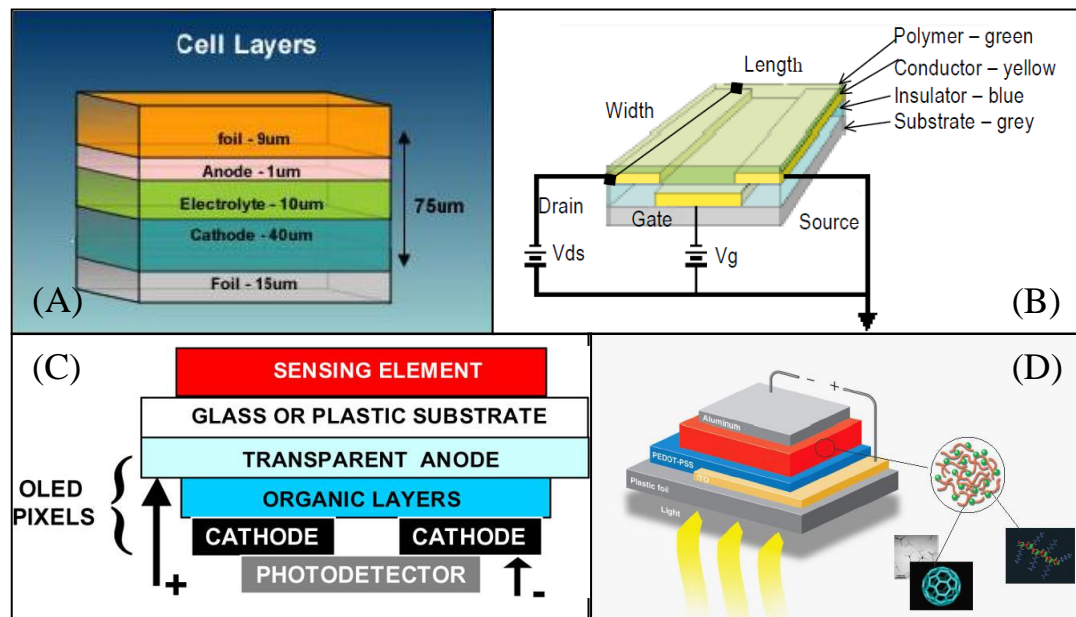 Cell Layers
foil - 9um
Anode - 1um
Electrolyte - 10um
Cathode - 40um
Foil - 15um
75um
(A)
Polymer – green
Conductor – yellow
Insulator – blue
Substrate – grey
Length
Width
Drain
Gate
Source
Vds
Vg
(B)
(C)
SENSING ELEMENT
GLASS OR PLASTIC SUBSTRATE
TRANSPARENT ANODE
OLED
PIXELS
ORGANIC LAYERS
CATHODE
CATHODE
PHOTODETECTOR
+
-
(D)
- +
Aluminum
PEDOT-PSS
ITO
Plastic foil
Light